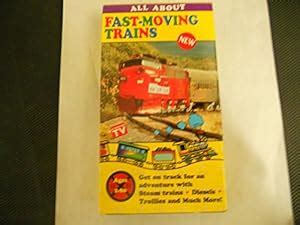 ALL ABOUT
FAST-MOVING
TRAINS
NEW
TV
Ages
Get on track for an
adventure with
Steam trains • Diesels •
Trollies and Much More!